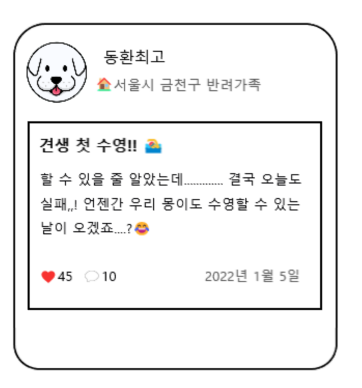 동환최고
🏠서울시 금천구 반려가족
견생 첫 수영!! 🏊
할 수 있을 줄 알았는데............. 결국 오늘도
실패,,! 언젠간 우리 몽이도 수영할 수 있는
날이 오겠죠....?😂
❤️45 💬10 2022년 1월 5일